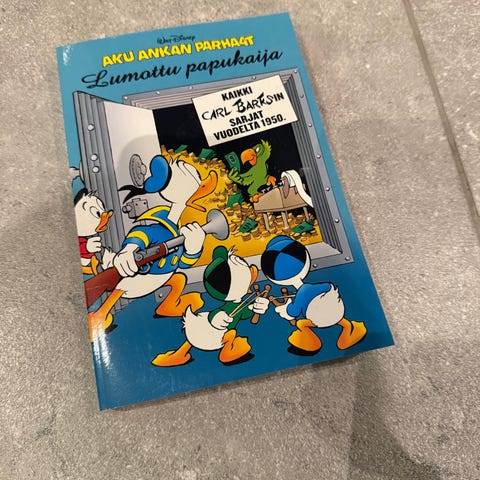 Walt Disney
AKU ANKAN PARHAAT
Lumottu papukaija
KAIKKI
CARL BARKSIN
SARJAT
VUODELTA 1950.